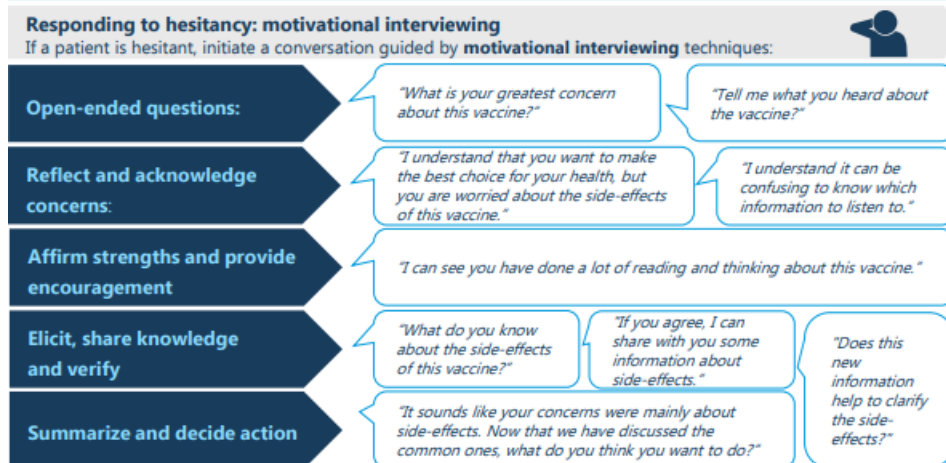 Responding to hesitancy: motivational interviewing
If a patient is hesitant, initiate a conversation guided by motivational interviewing techniques:
Open-ended questions:
"What is your greatest concern
about this vaccine?"
"Tell me what you heard about
the vaccine?"
Reflect and acknowledge
concerns:
"I understand that you want to make
the best choice for your health, but
you are worried about the side-effects
of this vaccine."
"I understand it can be
confusing to know which
information to listen to."
Affirm strengths and provide
encouragement
"I can see you have done a lot of reading and thinking about this vaccine."
Elicit, share knowledge
and verify
"What do you know
about the side-effects
of this vaccine?"
"If you agree, I can
share with you some
information about
side-effects."
"Does this
new
information
help to clarify
the side-
effects?"
Summarize and decide action
"It sounds like your concerns were mainly about
side-effects. Now that we have discussed the
common ones, what do you think you want to do?"